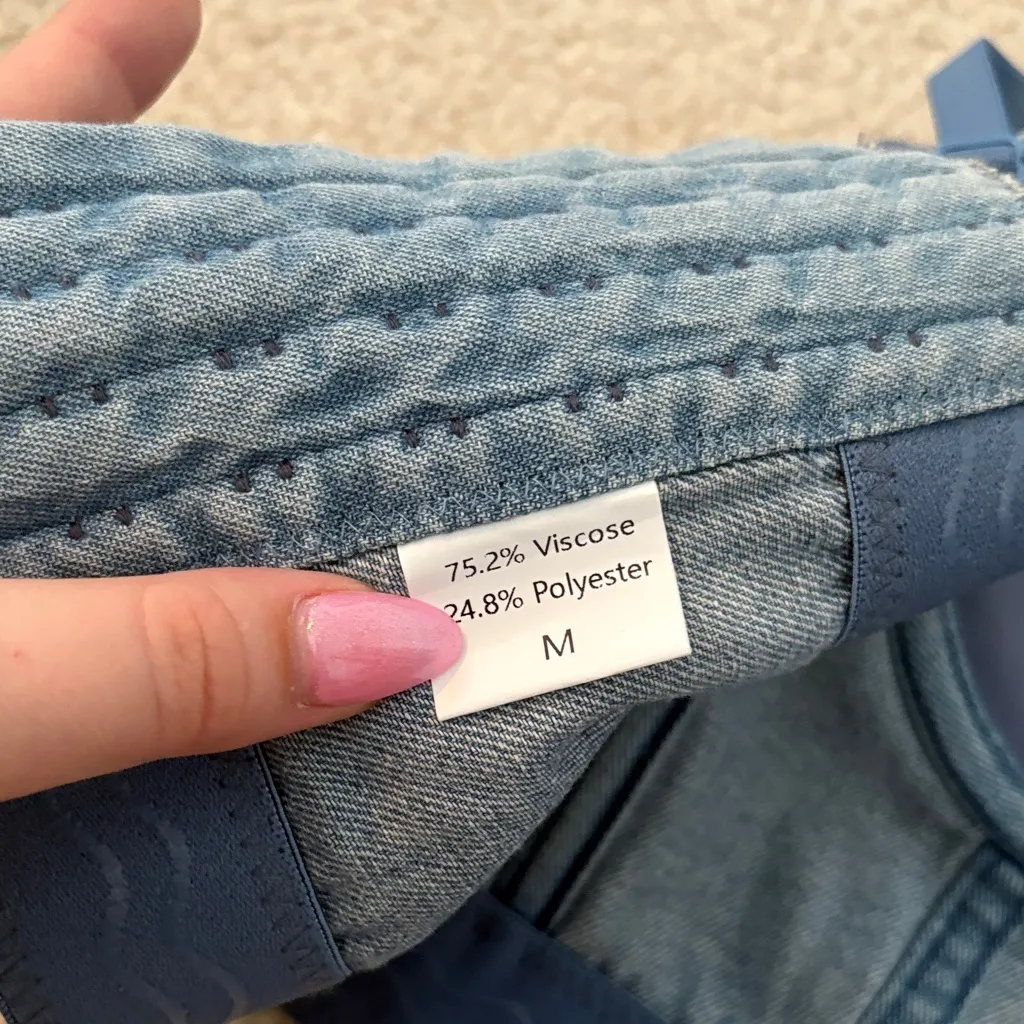 75.2% Viscose
24.8% Polyester
M